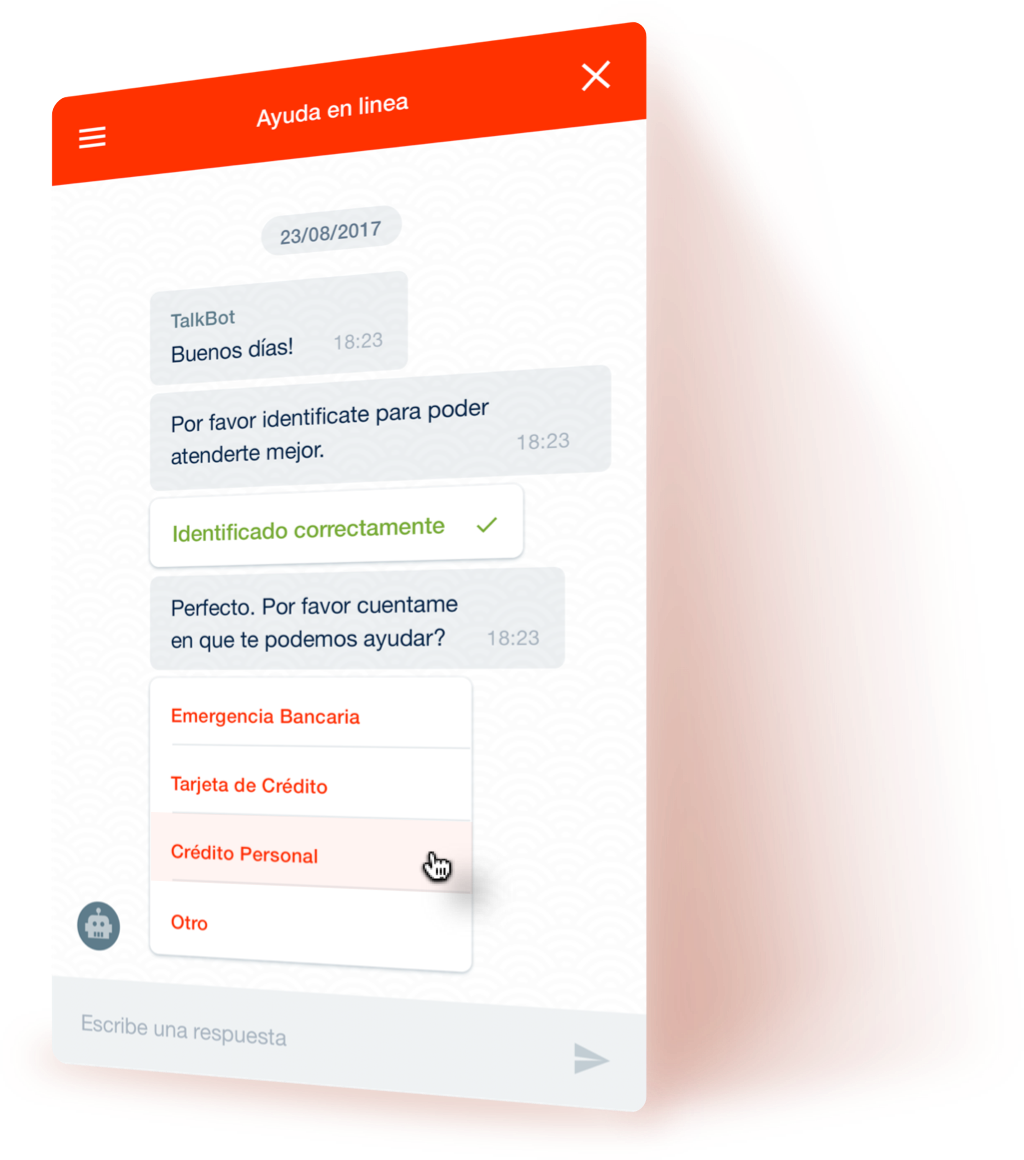 Ayuda en linea
23/08/2017
TalkBot
Buenos días! 18:23
Por favor identificate para poder
atenderte mejor. 18:23
Identificado correctamente
Perfecto. Por favor cuentame
en que te podemos ayudar? 18:23
Emergencia Bancaria
Tarjeta de Crédito
Crédito Personal
Otro
Escribe una respuesta